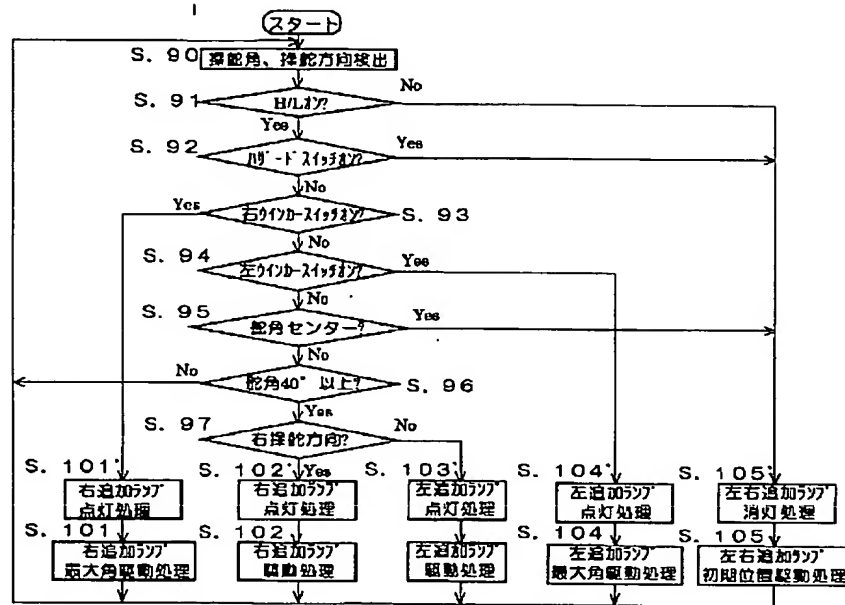 スタート
S. 90
操舵角、操舵方向検出
S. 91
H/Lオン?
No
Yes
S. 92
ハザードスイッチオン?
Yes
No
Yes
右ウインカースイッチオン?
S. 93
No
S. 94
左ウインカースイッチオン?
Yes
No
S. 95
舵角センター?
Yes
No
No
舵角40°以上?
S. 96
Yes
S. 97
右操舵方向?
No
Yes
S. 101'
右追加ランプ
点灯処理
S. 102'
右追加ランプ
点灯処理
S. 103'
左追加ランプ
点灯処理
S. 104'
左追加ランプ
点灯処理
S. 105'
左右追加ランプ
消灯処理
S. 101
右追加ランプ
最大角駆動処理
S. 102
右追加ランプ
駆動処理
S. 103
左追加ランプ
駆動処理
S. 104
左追加ランプ
最大角駆動処理
S. 105
左右追加ランプ
初期位置駆動処理